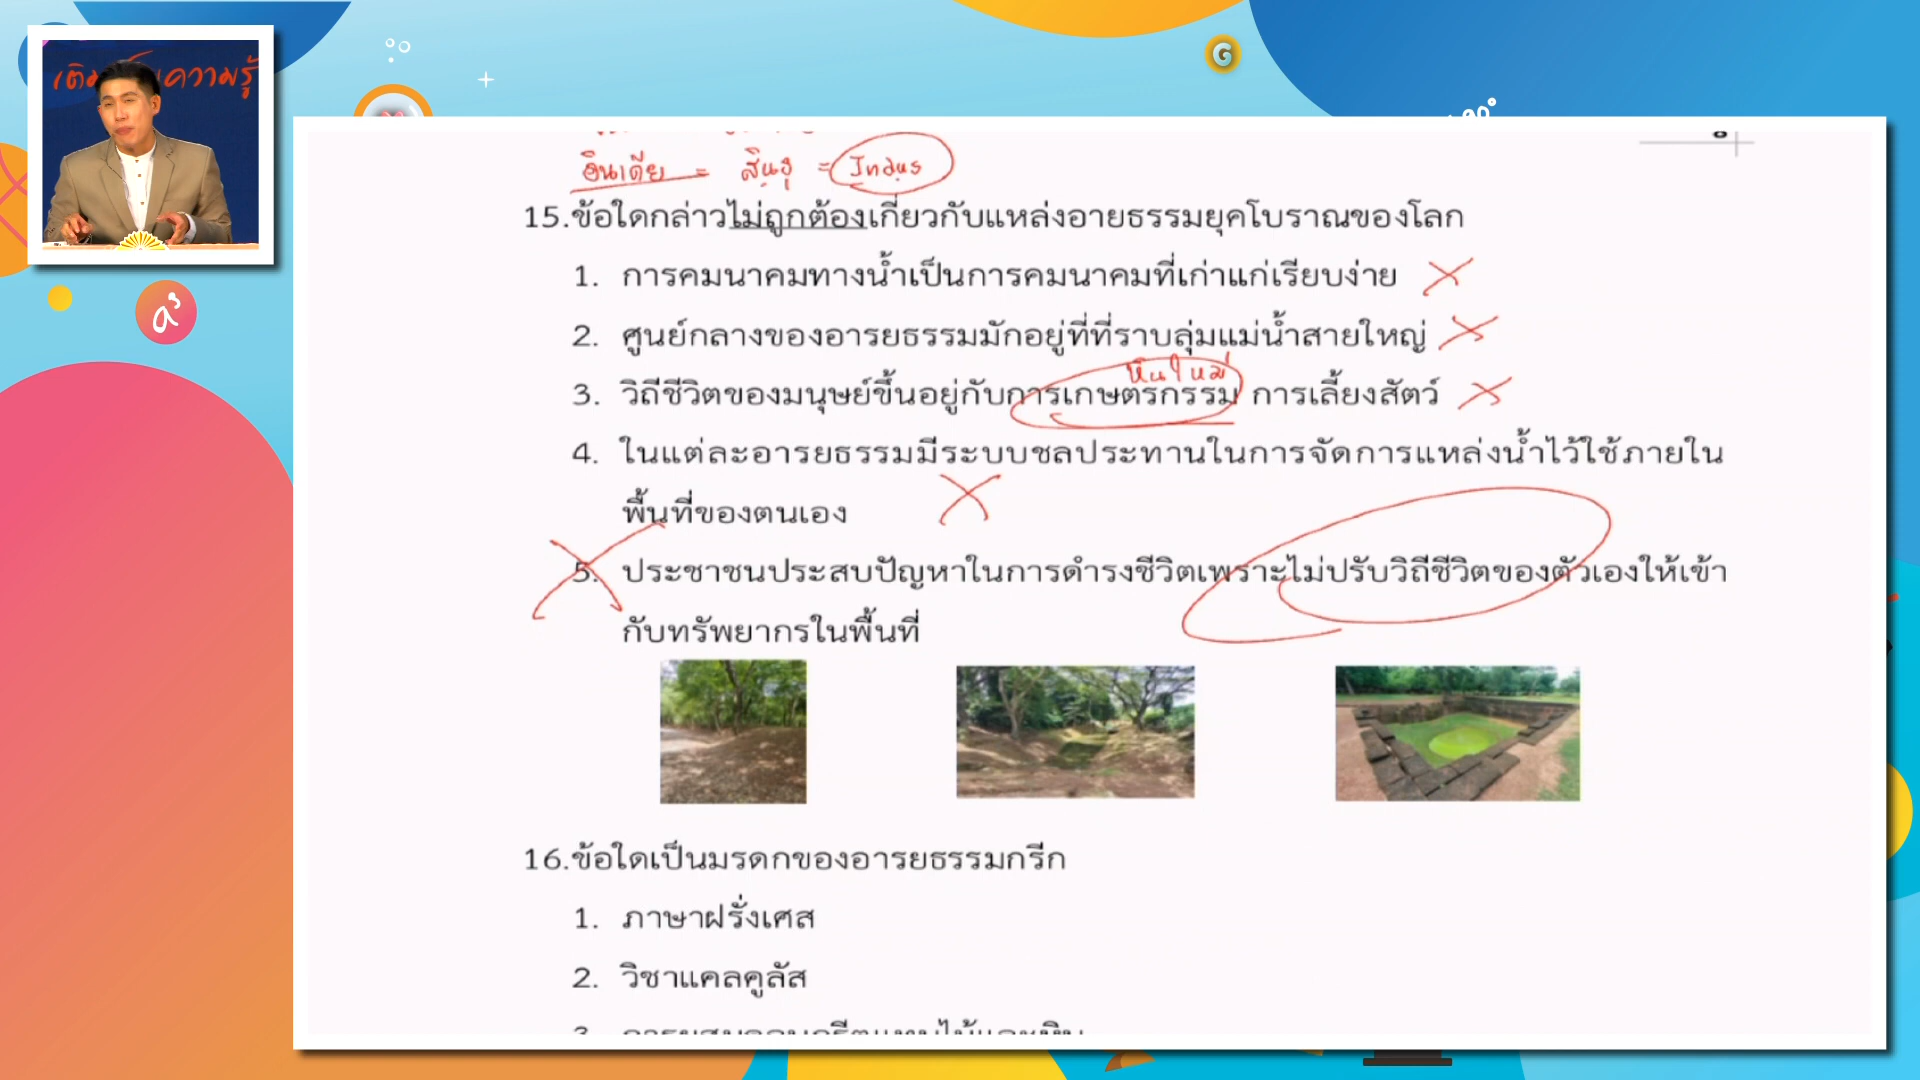 เติม ความรู้
G
a³
อินเดีย = สินธุ = Indus
15.ข้อใดกล่าวไม่ถูกต้องเกี่ยวกับแหล่งอายธรรมยุคโบราณของโลก
1. การคมนาคมทางน้ำเป็นการคมนาคมที่เก่าแก่เรียบง่าย
2. ศูนย์กลางของอารยธรรมมักอยู่ที่ที่ราบลุ่มแม่น้ำสายใหญ่
หินใหม่
3. วิถีชีวิตของมนุษย์ขึ้นอยู่กับการเกษตรกรรม การเลี้ยงสัตว์
4. ในแต่ละอารยธรรมมีระบบชลประทานในการจัดการแหล่งน้ำไว้ใช้ภายใน
พื้นที่ของตนเอง
5. ประชาชนประสบปัญหาในการดำรงชีวิตเพราะไม่ปรับวิถีชีวิตของตัวเองให้เข้า
กับทรัพยากรในพื้นที่
16.ข้อใดเป็นมรดกของอารยธรรมกรีก
1. ภาษาฝรั่งเศส
2. วิชาแคลคูลัส